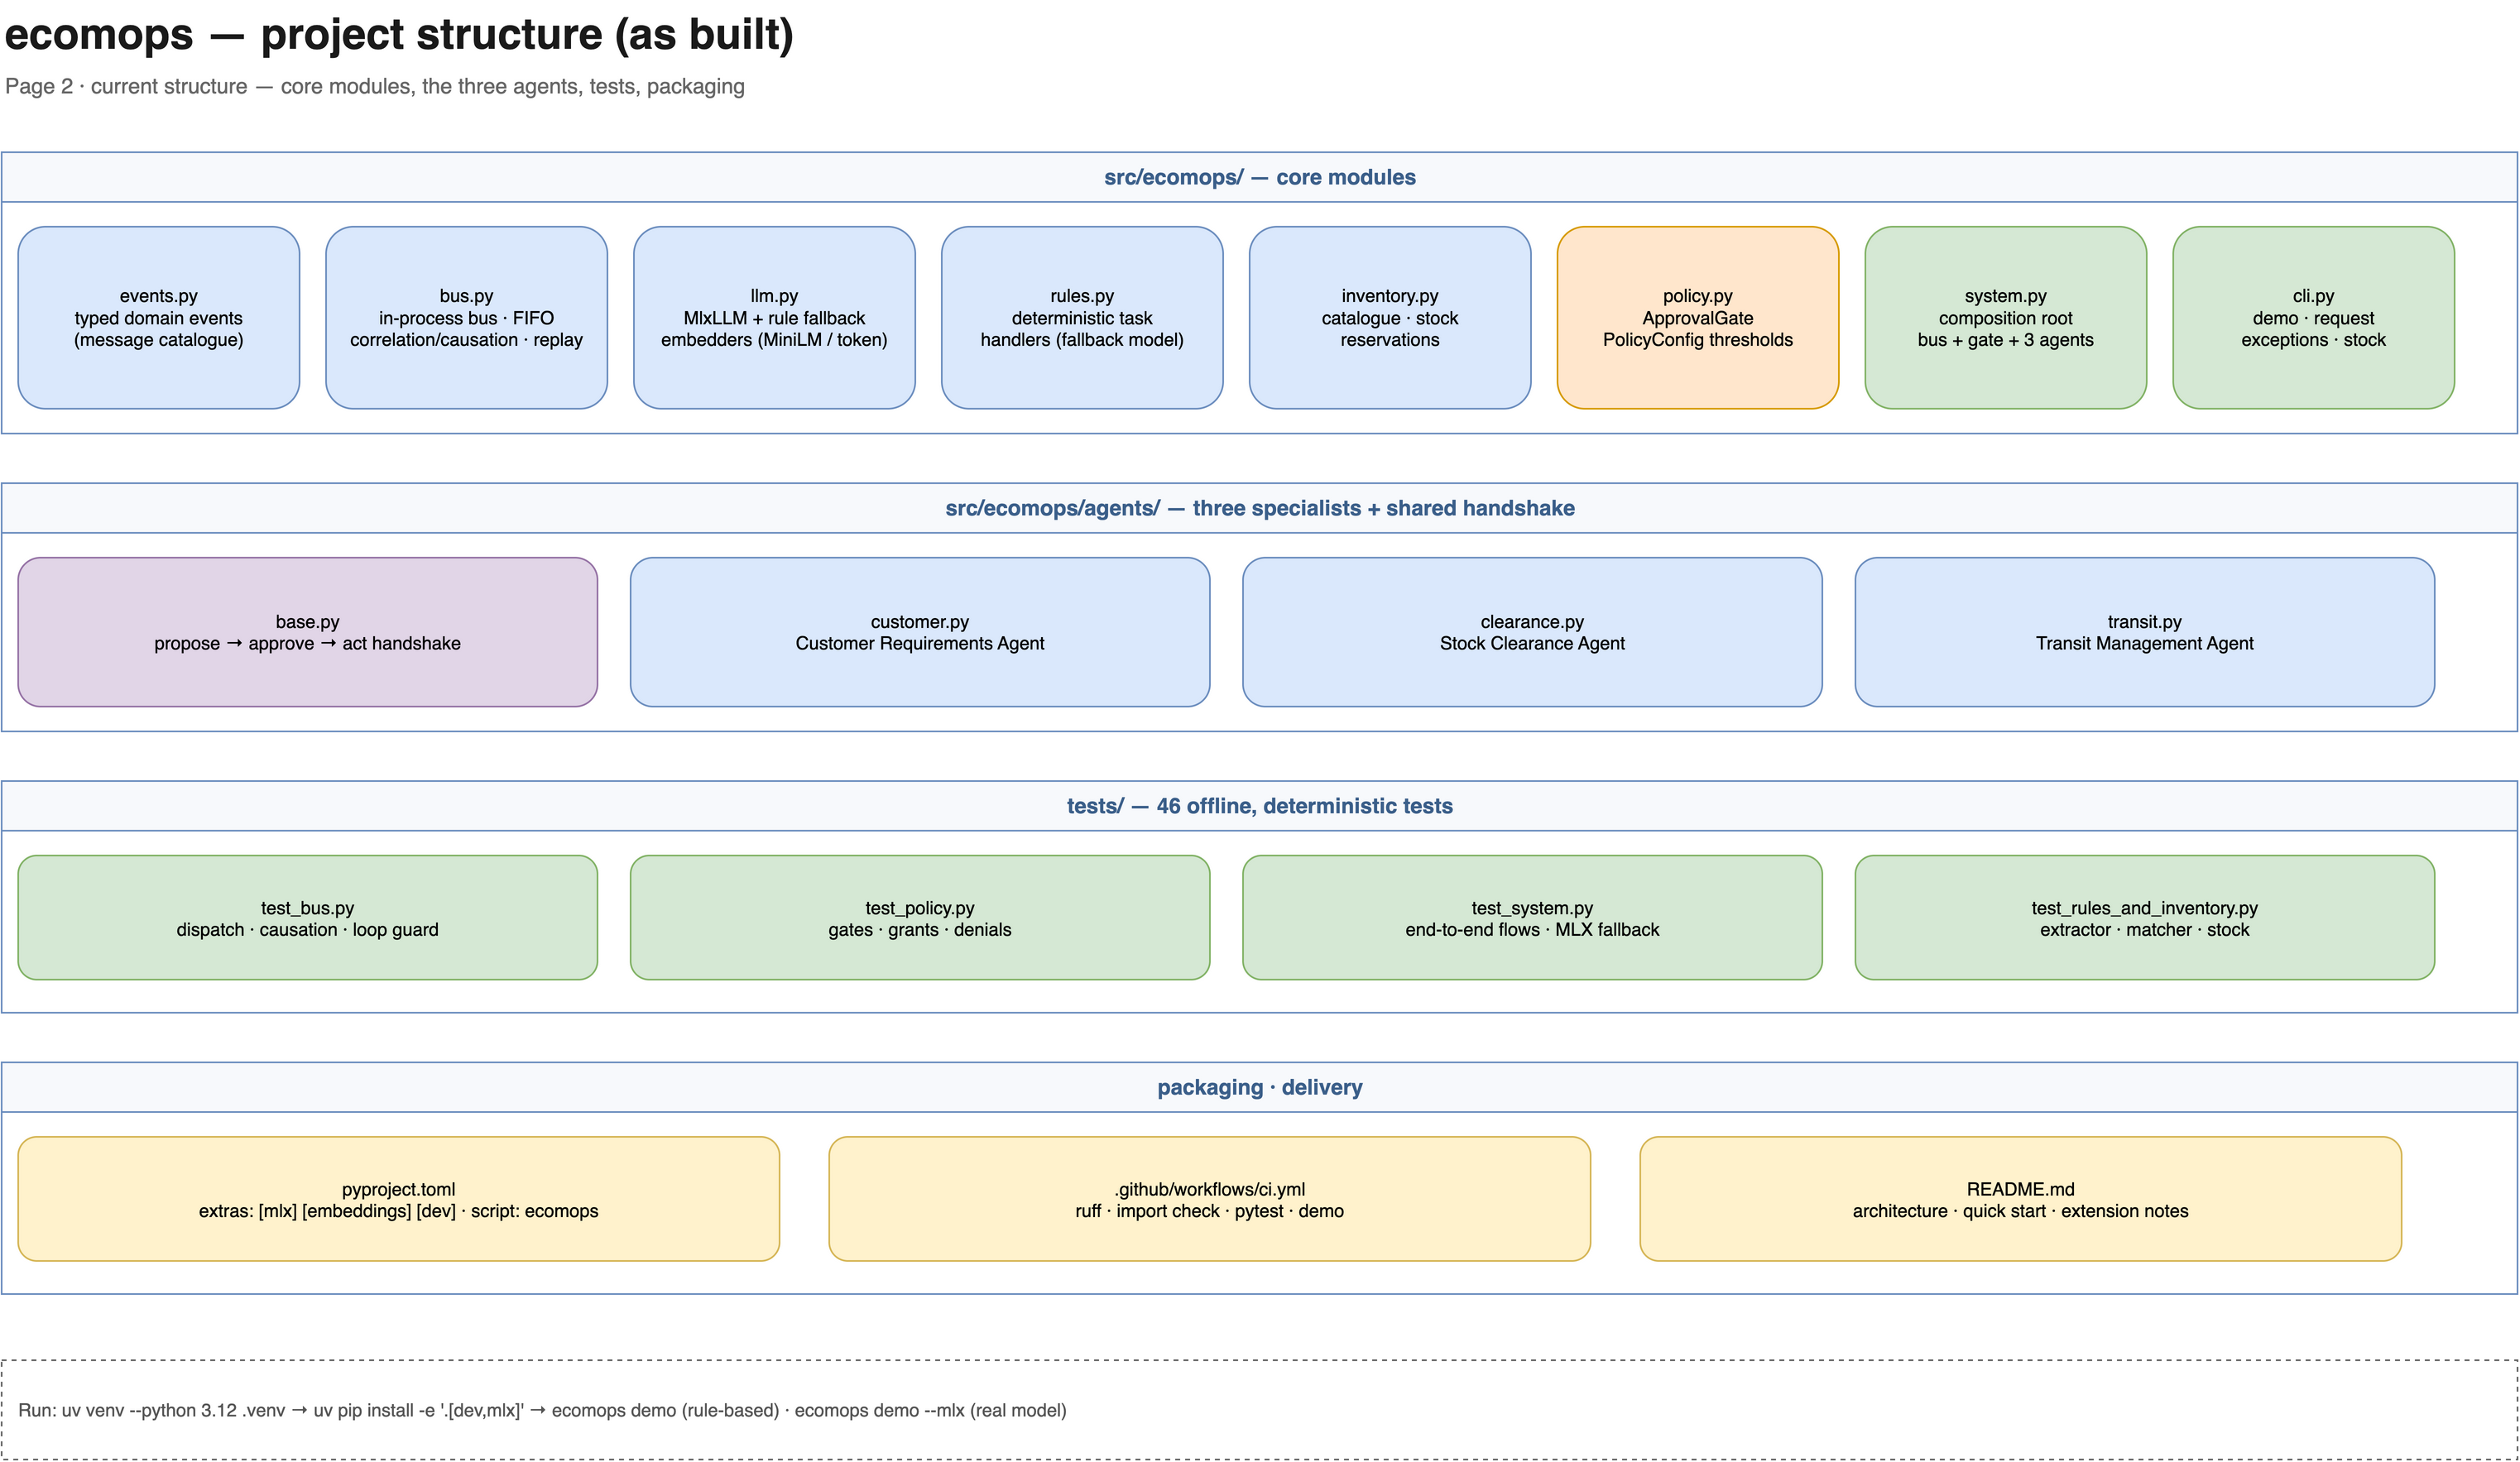 ecomops — project structure (as built)
Page 2 · current structure — core modules, the three agents, tests, packaging
src/ecomops/ — core modules
events.py
typed domain events
(message catalogue)
bus.py
in-process bus · FIFO
correlation/causation · replay
llm.py
MlxLLM + rule fallback
embedders (MiniLM / token)
rules.py
deterministic task
handlers (fallback model)
inventory.py
catalogue · stock
reservations
policy.py
ApprovalGate
PolicyConfig thresholds
system.py
composition root
bus + gate + 3 agents
cli.py
demo · request
exceptions · stock
src/ecomops/agents/ — three specialists + shared handshake
base.py
propose → approve → act handshake
customer.py
Customer Requirements Agent
clearance.py
Stock Clearance Agent
transit.py
Transit Management Agent
tests/ — 46 offline, deterministic tests
test_bus.py
dispatch · causation · loop guard
test_policy.py
gates · grants · denials
test_system.py
end-to-end flows · MLX fallback
test_rules_and_inventory.py
extractor · matcher · stock
packaging · delivery
pyproject.toml
extras: [mlx] [embeddings] [dev] · script: ecomops
.github/workflows/ci.yml
ruff · import check · pytest · demo
README.md
architecture · quick start · extension notes
Run: uv venv --python 3.12 .venv → uv pip install -e '.[dev,mlx]' → ecomops demo (rule-based) · ecomops demo --mlx (real model)